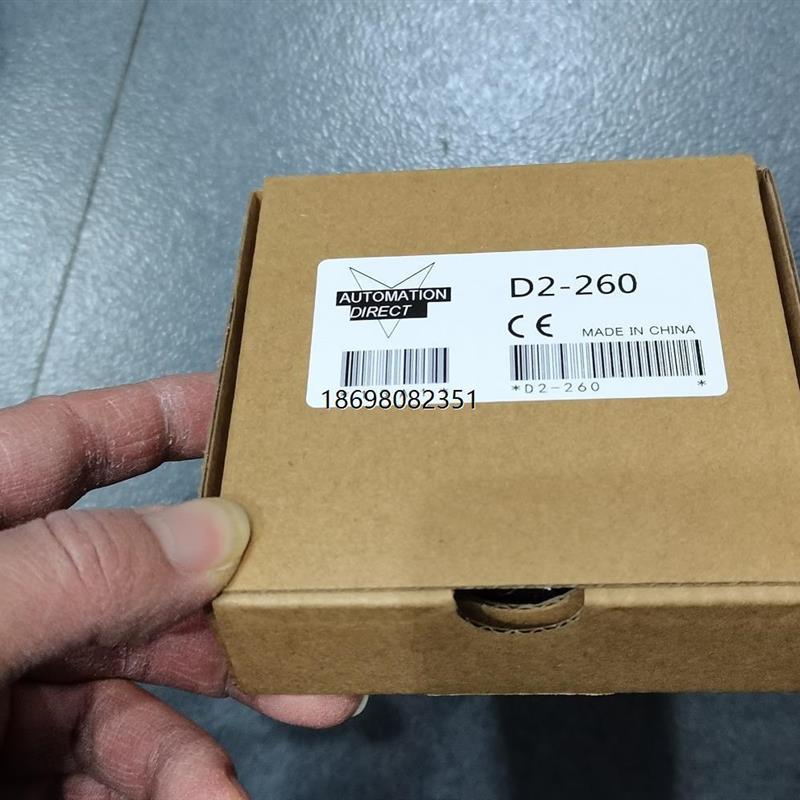 AUTOMATION
DIRECT
D2-260
CE
MADE IN CHINA
*D2-260 *
18698082351